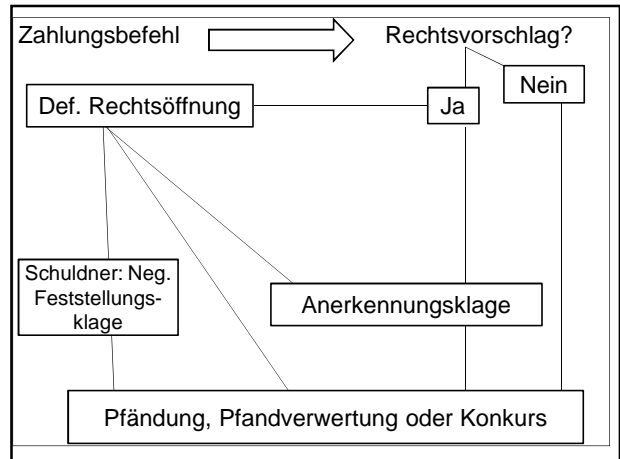 Zahlungsbefehl
Rechtsvorschlag?
Nein
Def. Rechtsöffnung
Ja
Schuldner: Neg.
Feststellungs-
klage
Anerkennungsklage
Pfändung, Pfandverwertung oder Konkurs